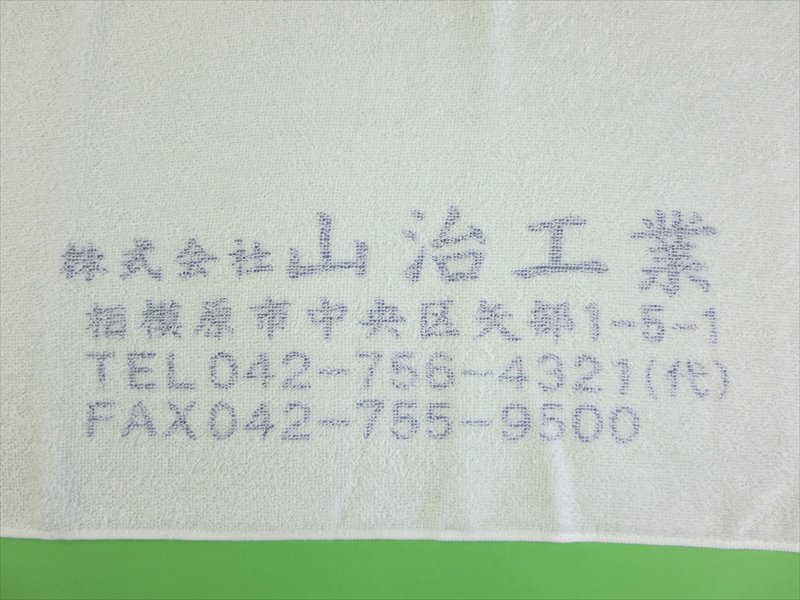 株式会社山治工業
相模原市中央区矢部1-5-1
TEL042-756-4321(代)
FAX042-755-9500